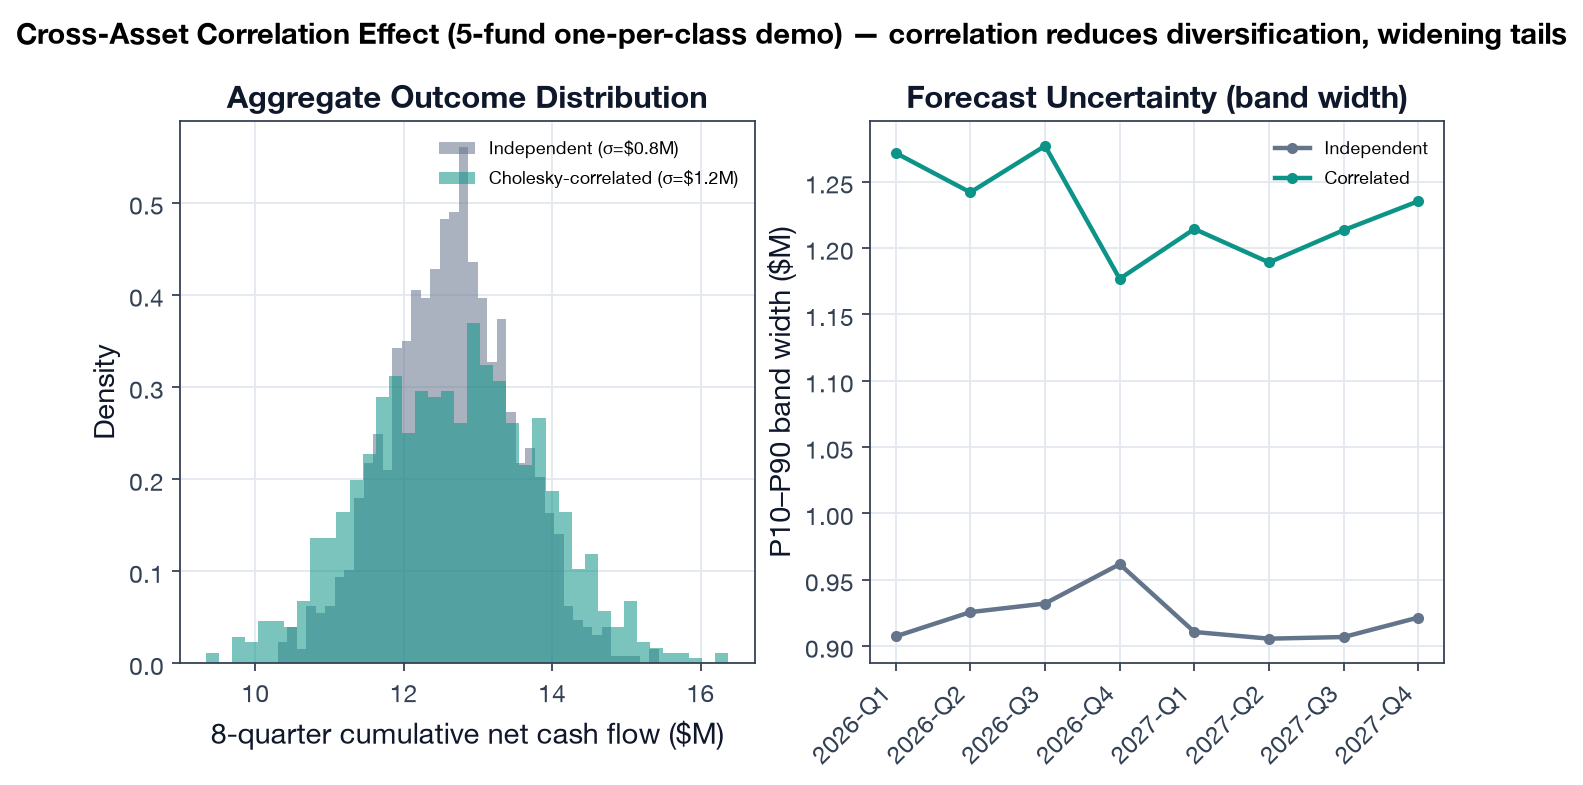 Cross-Asset Correlation Effect (5-fund one-per-class demo) — correlation reduces diversification, widening tails
Aggregate Outcome Distribution
Independent (σ=$0.8M)
Cholesky-correlated (σ=$1.2M)
Density
0.5
0.4
0.3
0.2
0.1
0.0
10
12
14
16
8-quarter cumulative net cash flow ($M)
Forecast Uncertainty (band width)
Independent
Correlated
P10–P90 band width ($M)
1.25
1.20
1.15
1.10
1.05
1.00
0.95
0.90
2026-Q1
2026-Q2
2026-Q3
2026-Q4
2027-Q1
2027-Q2
2027-Q3
2027-Q4